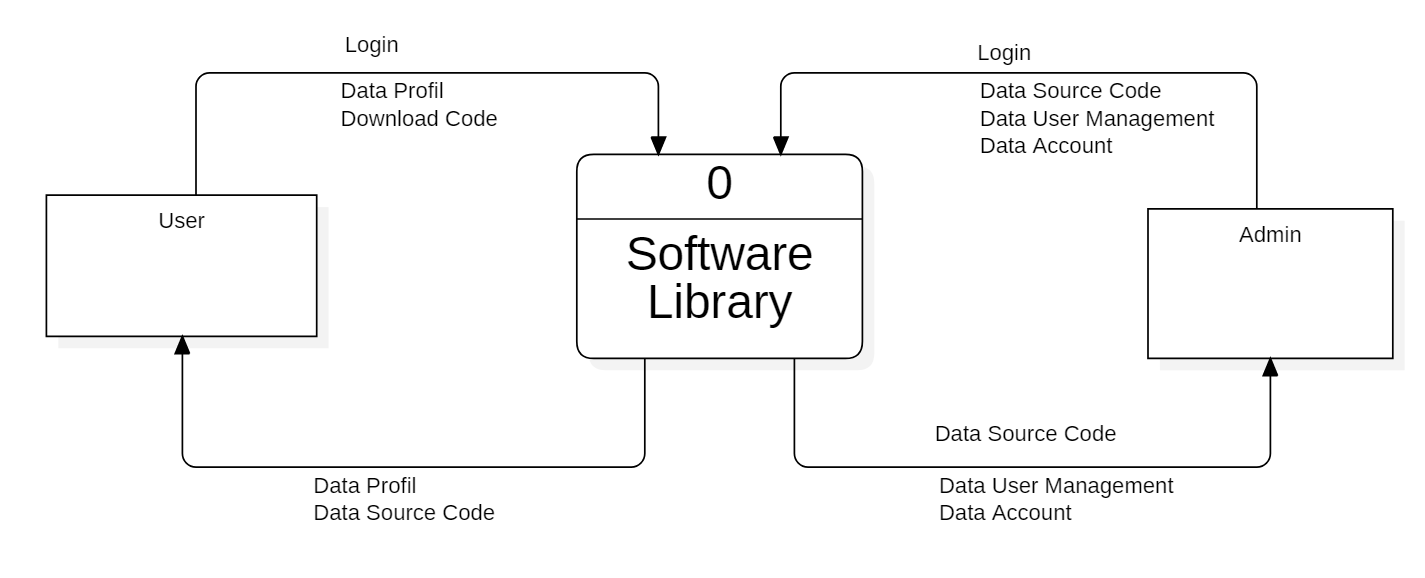 Login
Data Profil
Download Code
Login
Data Source Code
Data User Management
Data Account
User
0
Software
Library
Admin
Data Profil
Data Source Code
Data Source Code
Data User Management
Data Account